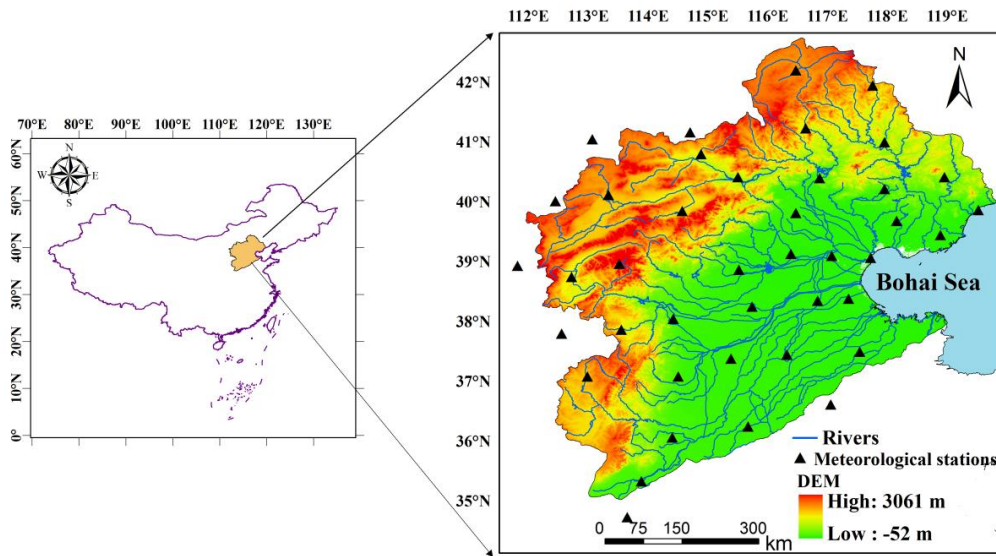 70°E 80°E 90°E 100°E 110°E 120°E 130°E
60°N
50°N
40°N
30°N
20°N
10°N
0°
N
W E
S
112°E 113°E 114°E 115°E 116°E 117°E 118°E 119°E
42°N
41°N
40°N
39°N
38°N
37°N
36°N
35°N
N
Bohai Sea
Rivers
Meteorological stations
DEM
High: 3061 m
Low : -52 m
0 75 150 300
km